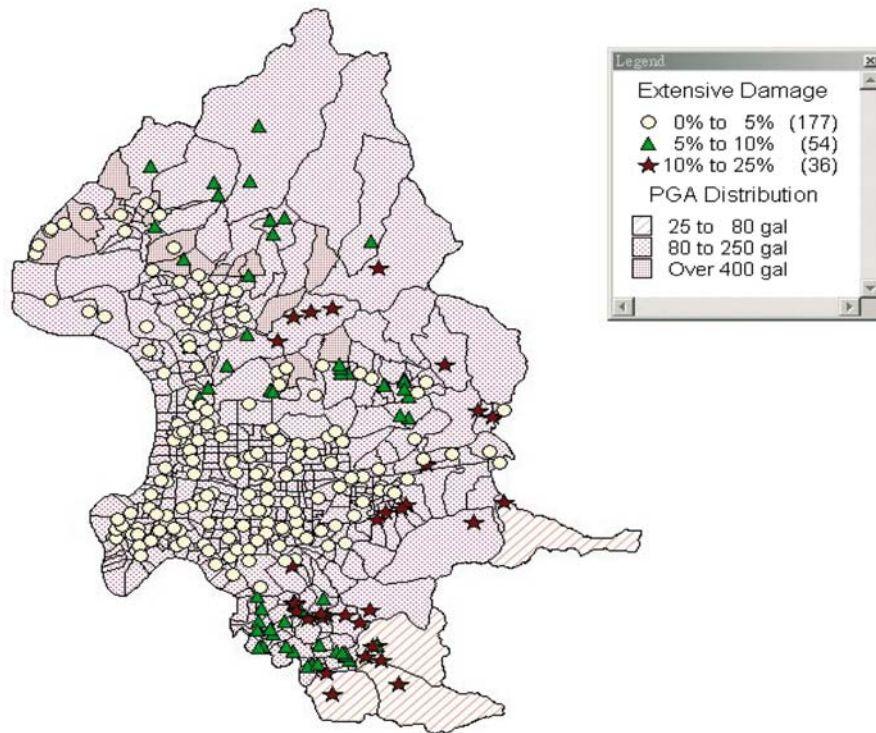 Legend
Extensive Damage
0% to 5% (177)
5% to 10% (54)
10% to 25% (36)
PGA Distribution
25 to 80 gal
80 to 250 gal
Over 400 gal